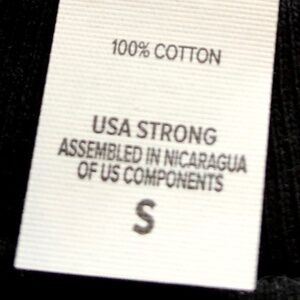 100% COTTON
USA STRONG
ASSEMBLED IN NICARAGUA
OF US COMPONENTS
S